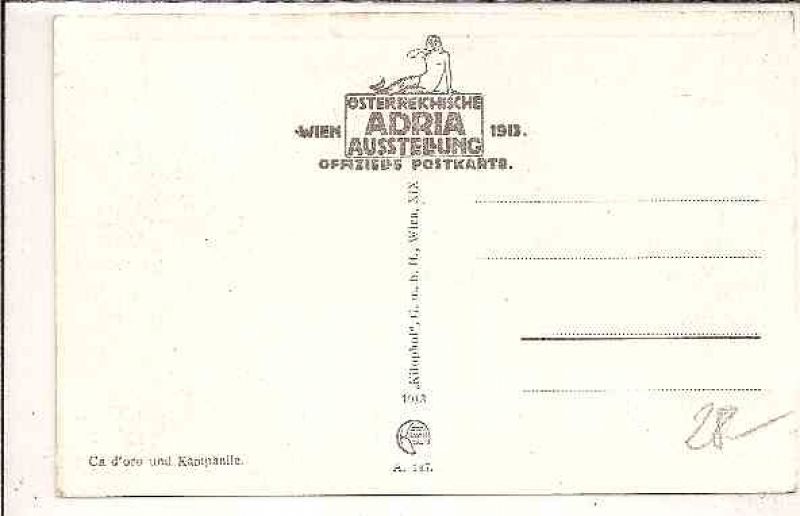 ÖSTERREICHISCHE
WIEN ADRIA 1913.
AUSSTELLUNG
OFFIZIELLE POSTKARTE.
„Kilophot", G. m. b. H., Wien, XIX
1913
A. 147.
Ca d'oro und Kampanile.
28